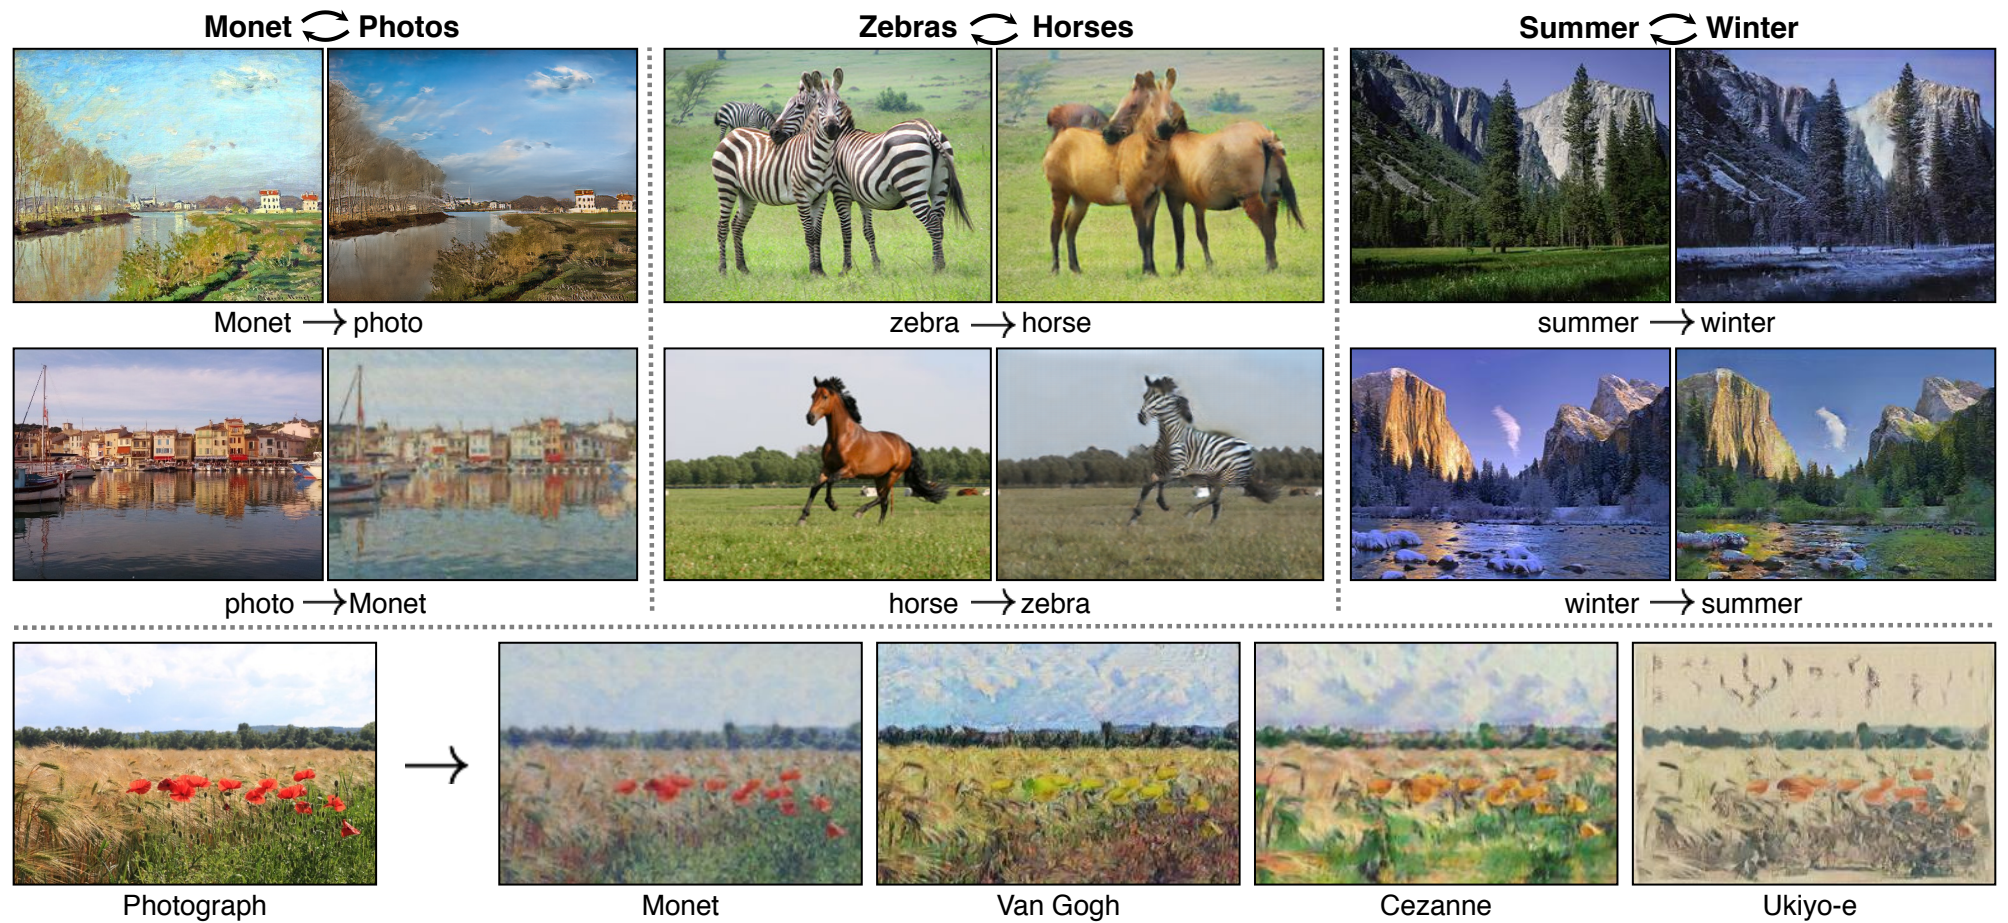 Monet ⇄ Photos
Zebras ⇄ Horses
Summer ⇄ Winter
Monet → photo
zebra → horse
summer → winter
photo → Monet
horse → zebra
winter → summer
Photograph
Monet
Van Gogh
Cezanne
Ukiyo-e